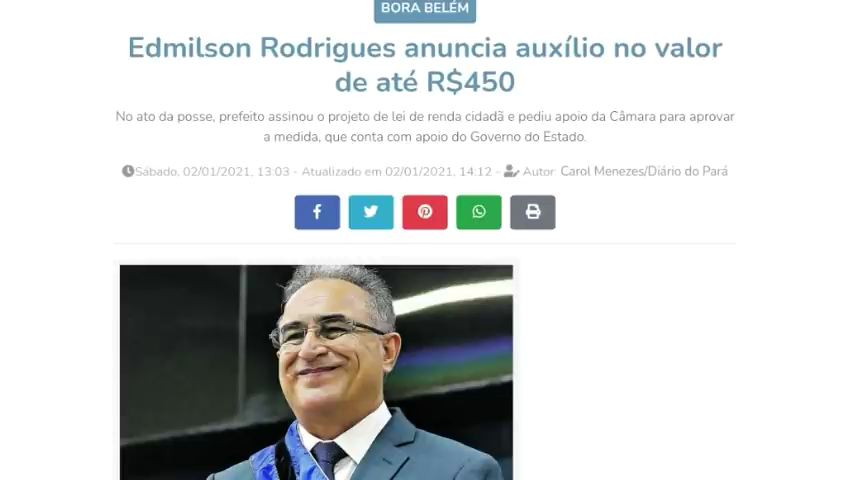 BORA BELÉM
Edmilson Rodrigues anuncia auxílio no valor
de até R$450
No ato da posse, prefeito assinou o projeto de lei de renda cidadã e pediu apoio da Câmara para aprovar
a medida, que conta com apoio do Governo do Estado.
Sábado, 02/01/2021, 13:03 - Atualizado em 02/01/2021, 14:12 - Autor: Carol Menezes/Diário do Pará